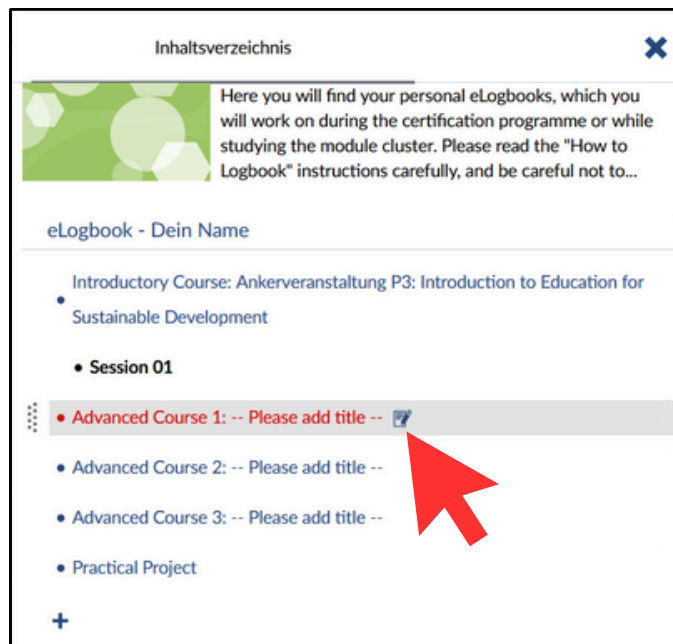 Inhaltsverzeichnis
Here you will find your personal eLogbooks, which you
will work on during the certification programme or while
studying the module cluster. Please read the "How to
Logbook" instructions carefully, and be careful not to...
eLogbook - Dein Name
Introductory Course: Ankerveranstaltung P3: Introduction to Education for
Sustainable Development
Session 01
Advanced Course 1: -- Please add title --
Advanced Course 2: -- Please add title --
Advanced Course 3: -- Please add title --
Practical Project